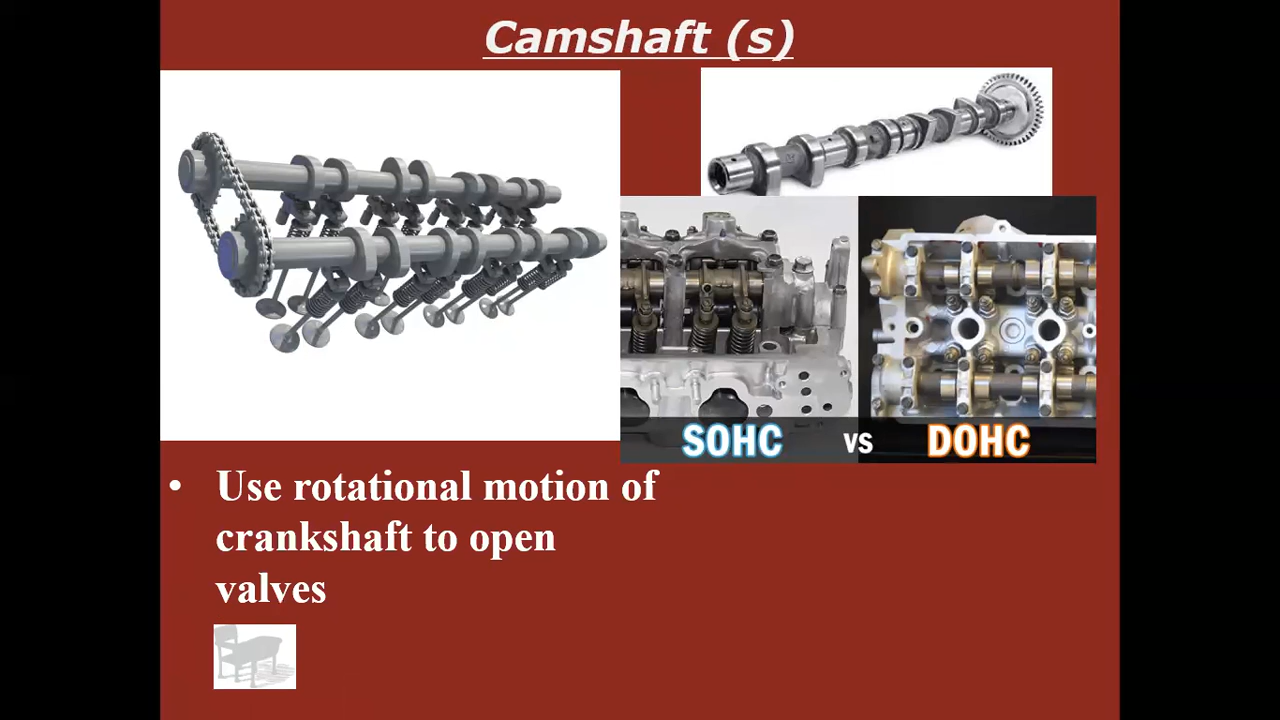 Camshaft (s)
SOHC vs DOHC
• Use rotational motion of
crankshaft to open
valves